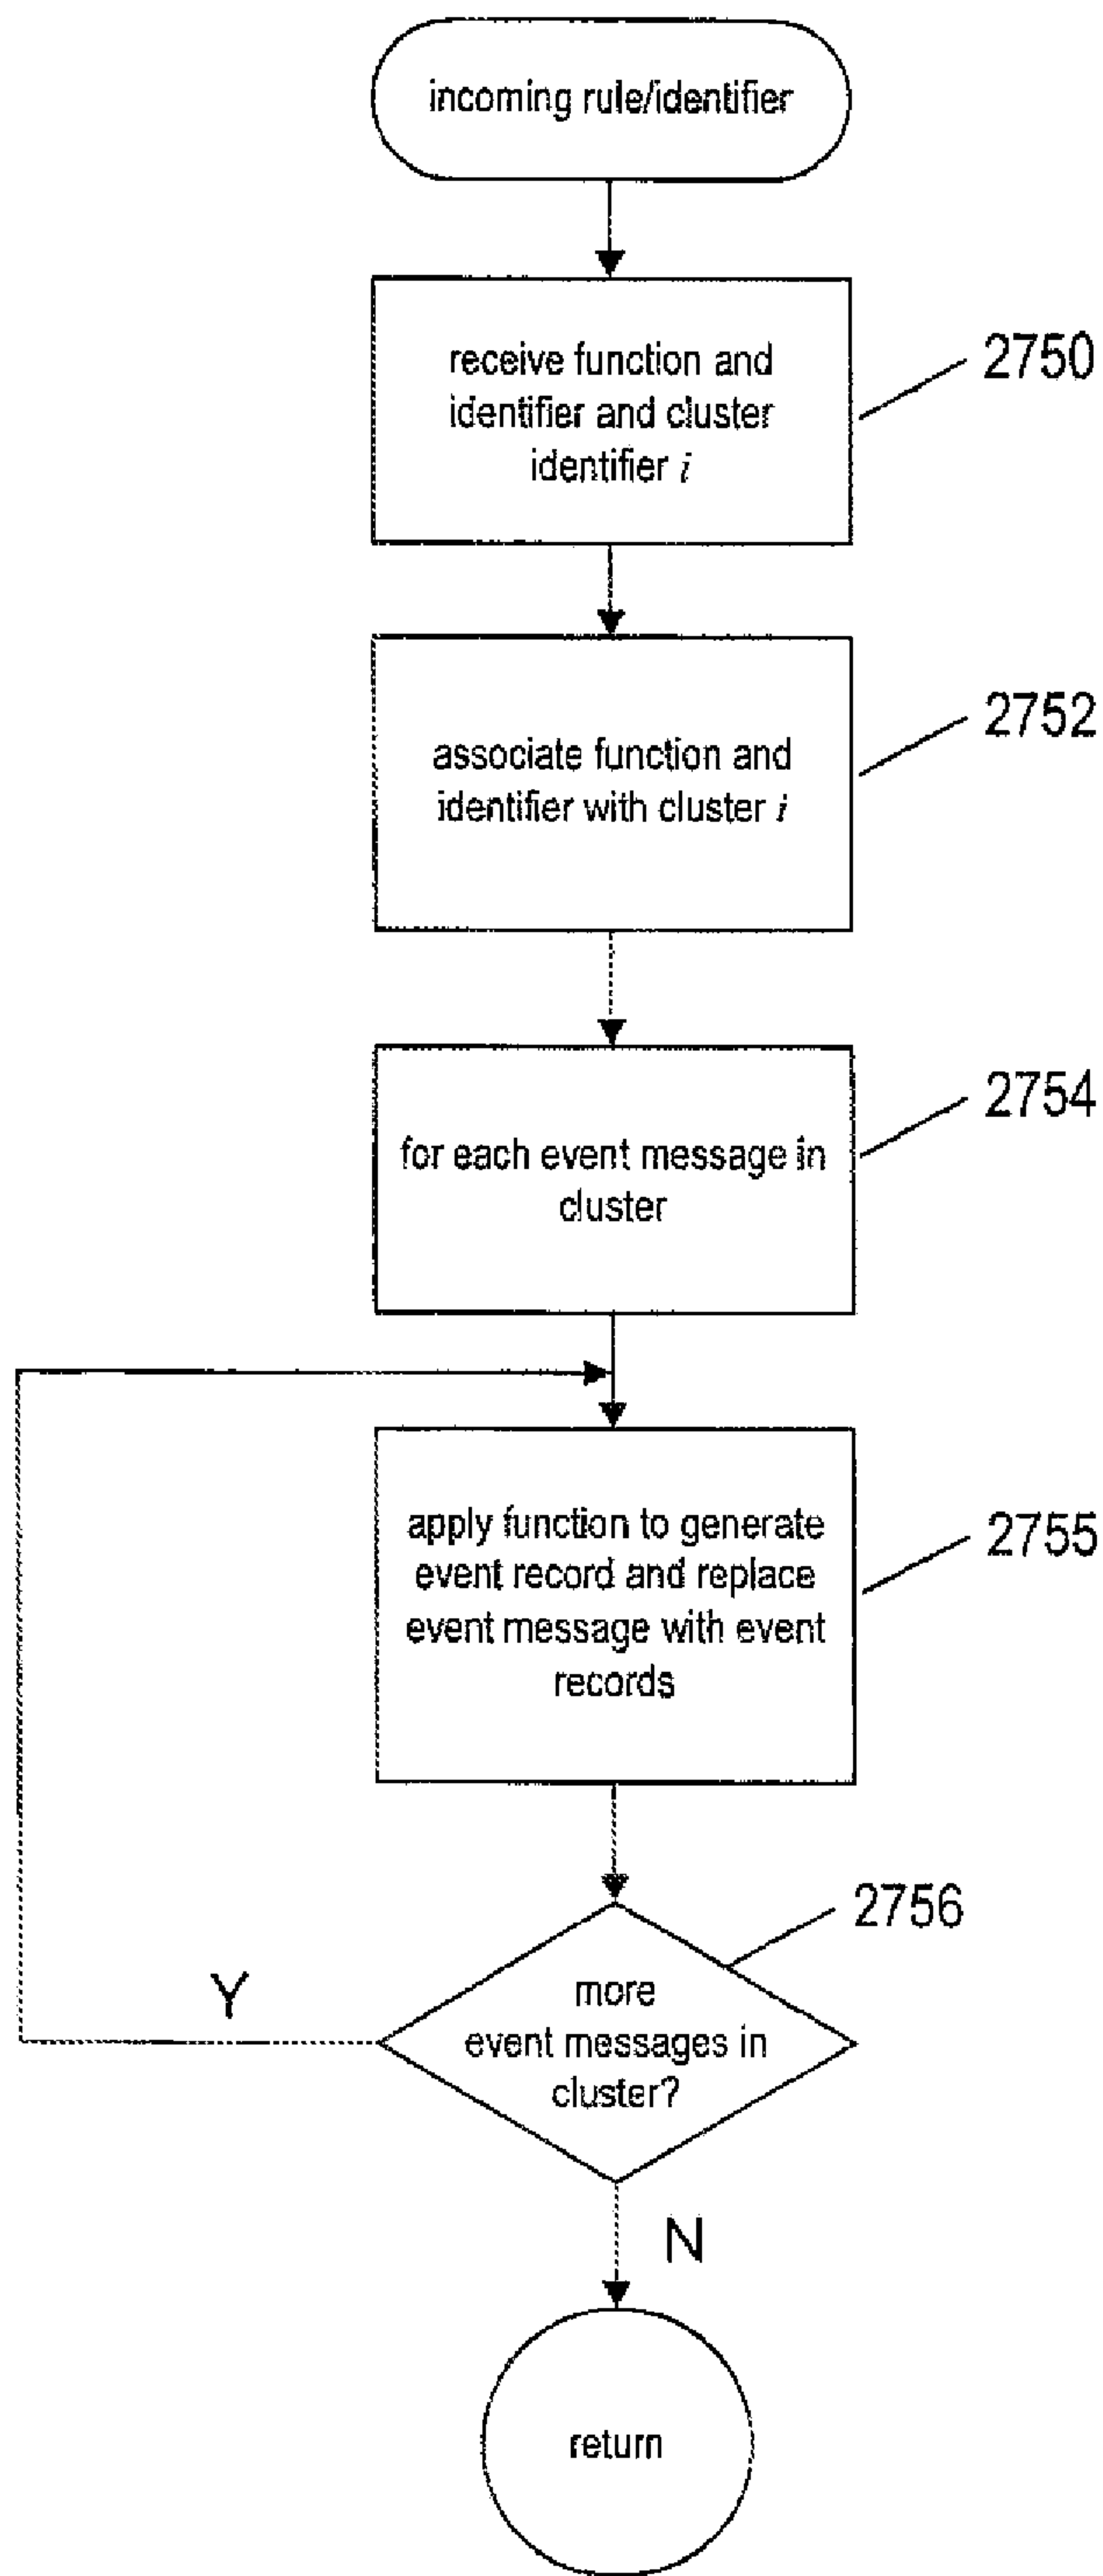 incoming rule/identifier
receive function and
identifier and cluster
identifier i
2750
associate function and
identifier with cluster i
2752
for each event message in
cluster
2754
apply function to generate
event record and replace
event message with event
records
2755
more
event messages in
cluster?
2756
Y
N
return